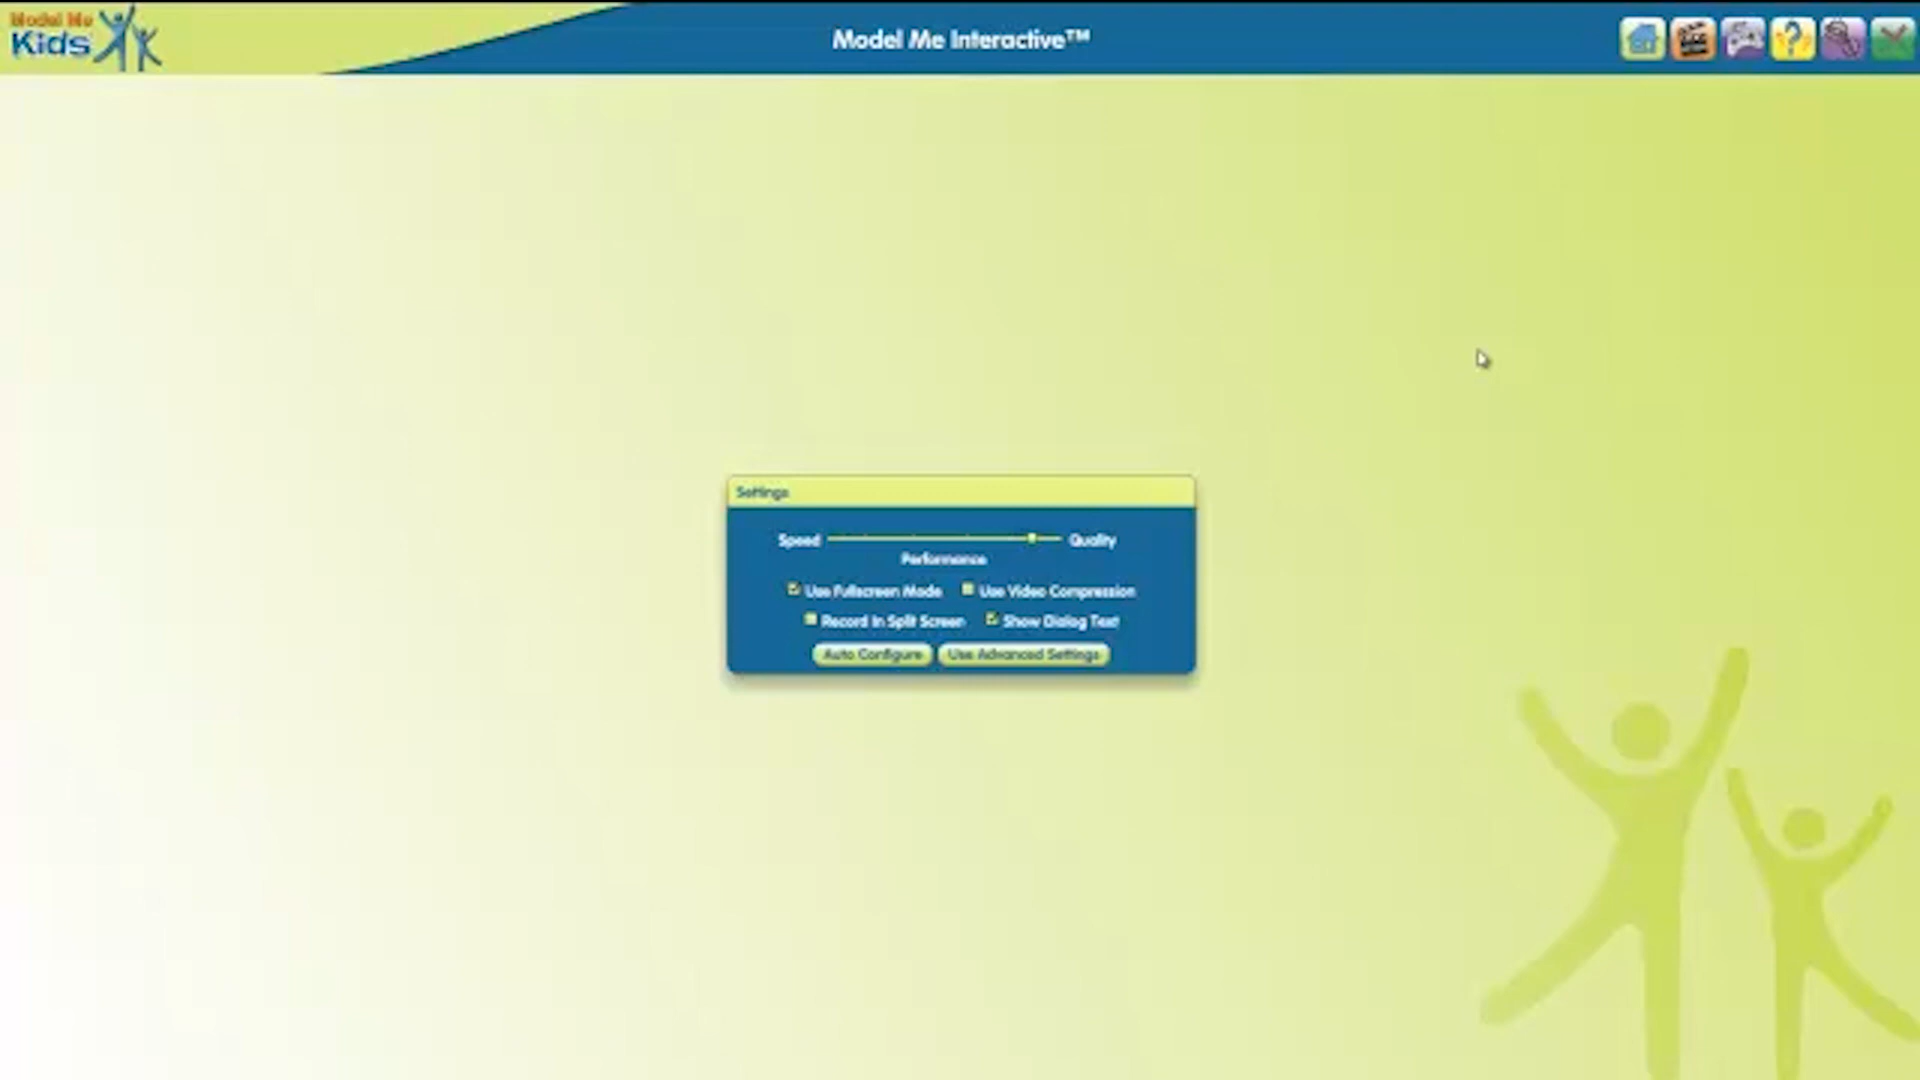 Model Me
Kids
Model Me Interactive™
Settings
Speed
Quality
Performance
Use Fullscreen Mode
Use Video Compression
Record In Split Screen
Show Dialog Text
Auto Configure
Use Advanced Settings